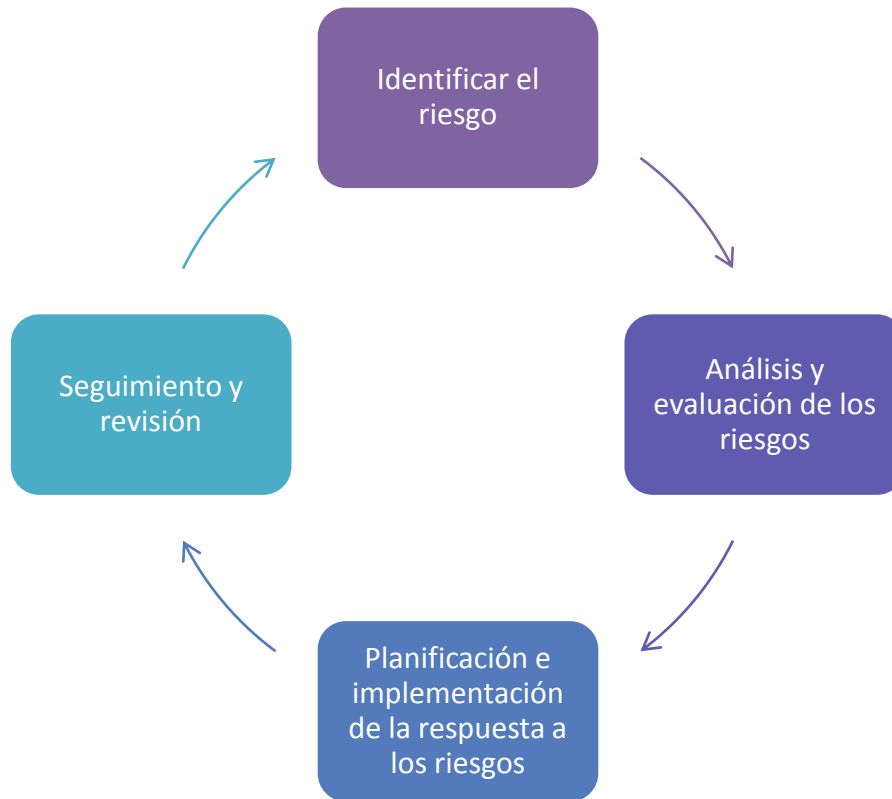 Identificar el
riesgo
Análisis y
evaluación de los
riesgos
Planificación e
implementación
de la respuesta a
los riesgos
Seguimiento y
revisión